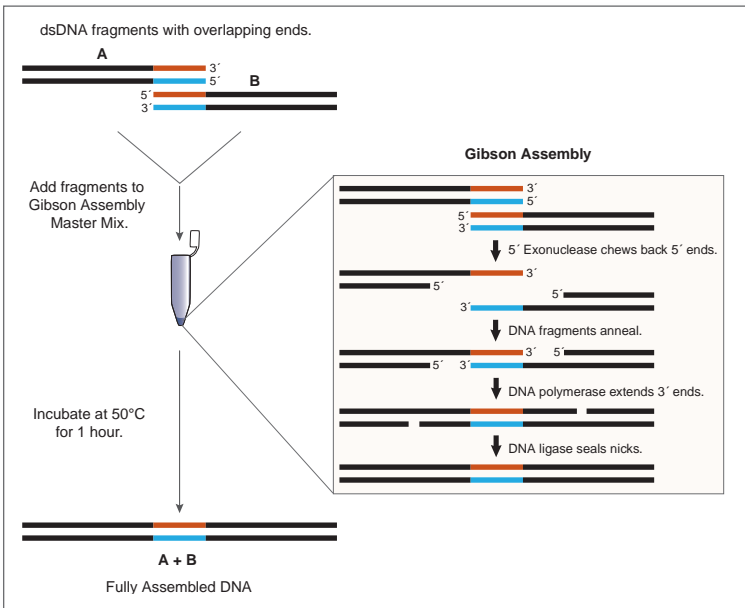 dsDNA fragments with overlapping ends.
A
3´
5´
B
5´
3´
Add fragments to
Gibson Assembly
Master Mix.
Incubate at 50°C
for 1 hour.
A + B
Fully Assembled DNA
Gibson Assembly
3´
5´
5´
3´
5´ Exonuclease chews back 5´ ends.
3´
5´
5´
3´
DNA fragments anneal.
3´ 5´
5´ 3´
DNA polymerase extends 3´ ends.
DNA ligase seals nicks.